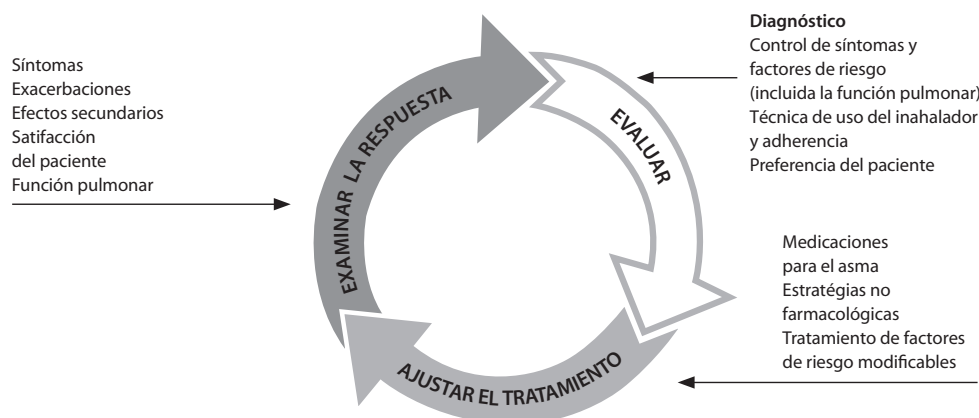 Síntomas
Exacerbaciones
Efectos secundarios
Satifacción
del paciente
Función pulmonar
EXAMINAR LA RESPUESTA
EVALUAR
AJUSTAR EL TRATAMIENTO
Diagnóstico
Control de síntomas y
factores de riesgo
(incluida la función pulmonar)
Técnica de uso del inahalador
y adherencia
Preferencia del paciente
Medicaciones
para el asma
Estratégias no
farmacológicas
Tratamiento de factores
de riesgo modificables